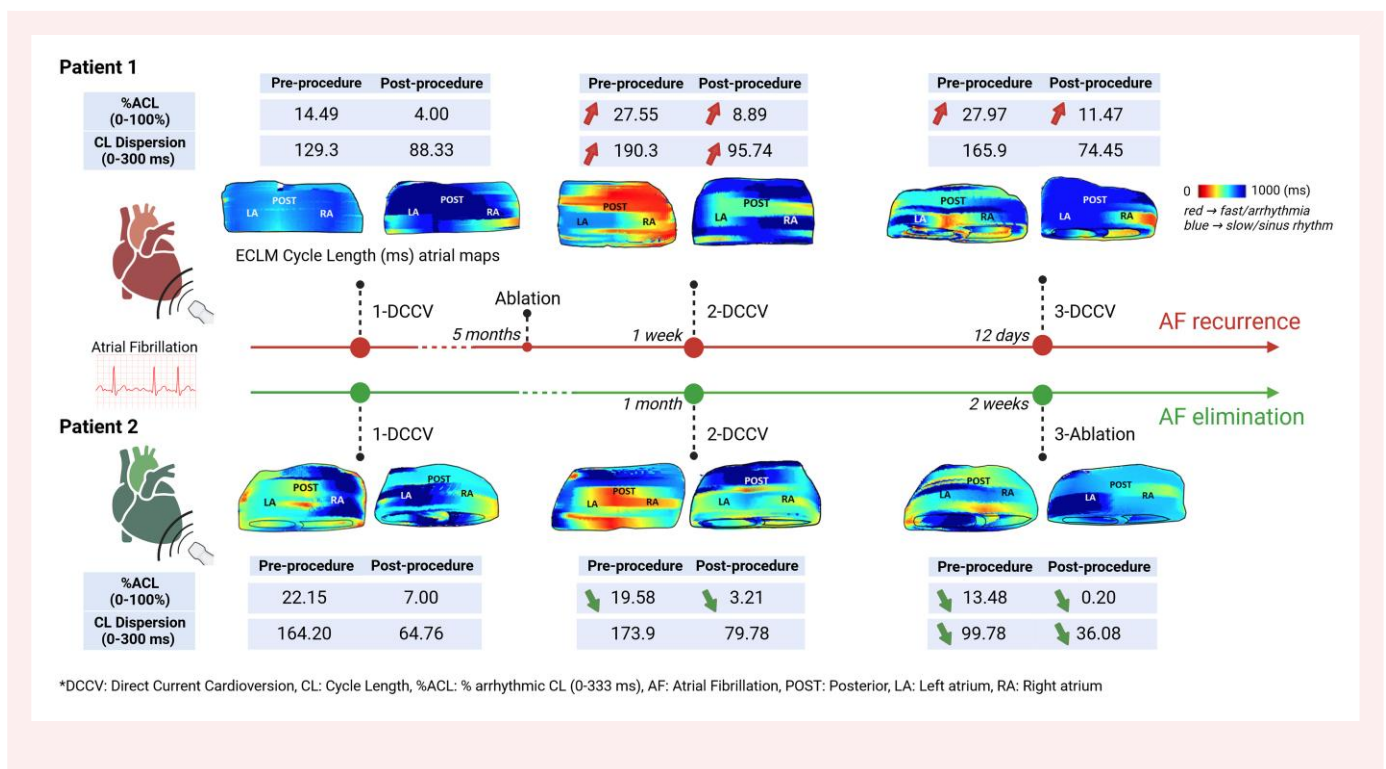 Patient 1
Pre-procedure Post-procedure
%ACL
(0-100%)
14.49 4.00
CL Dispersion
(0-300 ms)
129.3 88.33
Pre-procedure Post-procedure
27.55 8.89
190.3 95.74
Pre-procedure Post-procedure
27.97 11.47
165.9 74.45
POST
LA RA
POST
LA RA
POST
LA RA
POST
LA RA
POST
LA RA
POST
LA RA
0 1000 (ms)
red → fast/arrhythmia
blue → slow/sinus rhythm
ECLM Cycle Length (ms) atrial maps
1-DCCV
Ablation
2-DCCV
3-DCCV
5 months
1 week
12 days
AF recurrence
Atrial Fibrillation
1 month
2 weeks
AF elimination
Patient 2
1-DCCV
2-DCCV
3-Ablation
POST
LA RA
POST
LA RA
POST
LA RA
POST
LA RA
POST
LA RA
POST
LA RA
Pre-procedure Post-procedure
%ACL
(0-100%)
22.15 7.00
CL Dispersion
(0-300 ms)
164.20 64.76
Pre-procedure Post-procedure
19.58 3.21
173.9 79.78
Pre-procedure Post-procedure
13.48 0.20
99.78 36.08
*DCCV: Direct Current Cardioversion, CL: Cycle Length, %ACL: % arrhythmic CL (0-333 ms), AF: Atrial Fibrillation, POST: Posterior, LA: Left atrium, RA: Right atrium